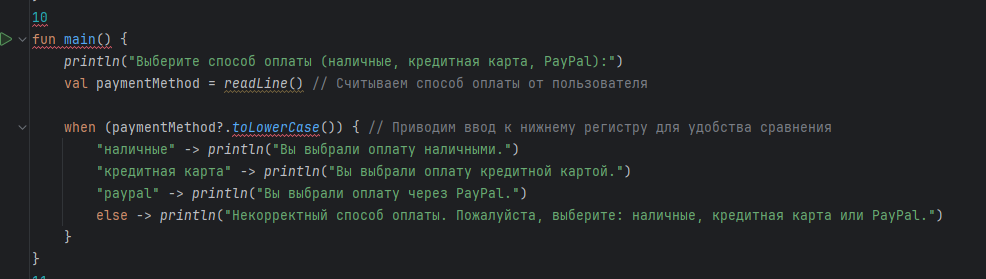 10
fun main() {
    println("Выберите способ оплаты (наличные, кредитная карта, PayPal):")
    val paymentMethod = readLine() // Считываем способ оплаты от пользователя
    when (paymentMethod?.toLowerCase()) { // Приводим ввод к нижнему регистру для удобства сравнения
        "наличные" -> println("Вы выбрали оплату наличными.")
        "кредитная карта" -> println("Вы выбрали оплату кредитной картой.")
        "paypal" -> println("Вы выбрали оплату через PayPal.")
        else -> println("Некорректный способ оплаты. Пожалуйста, выберите: наличные, кредитная карта или PayPal.")
    }
}